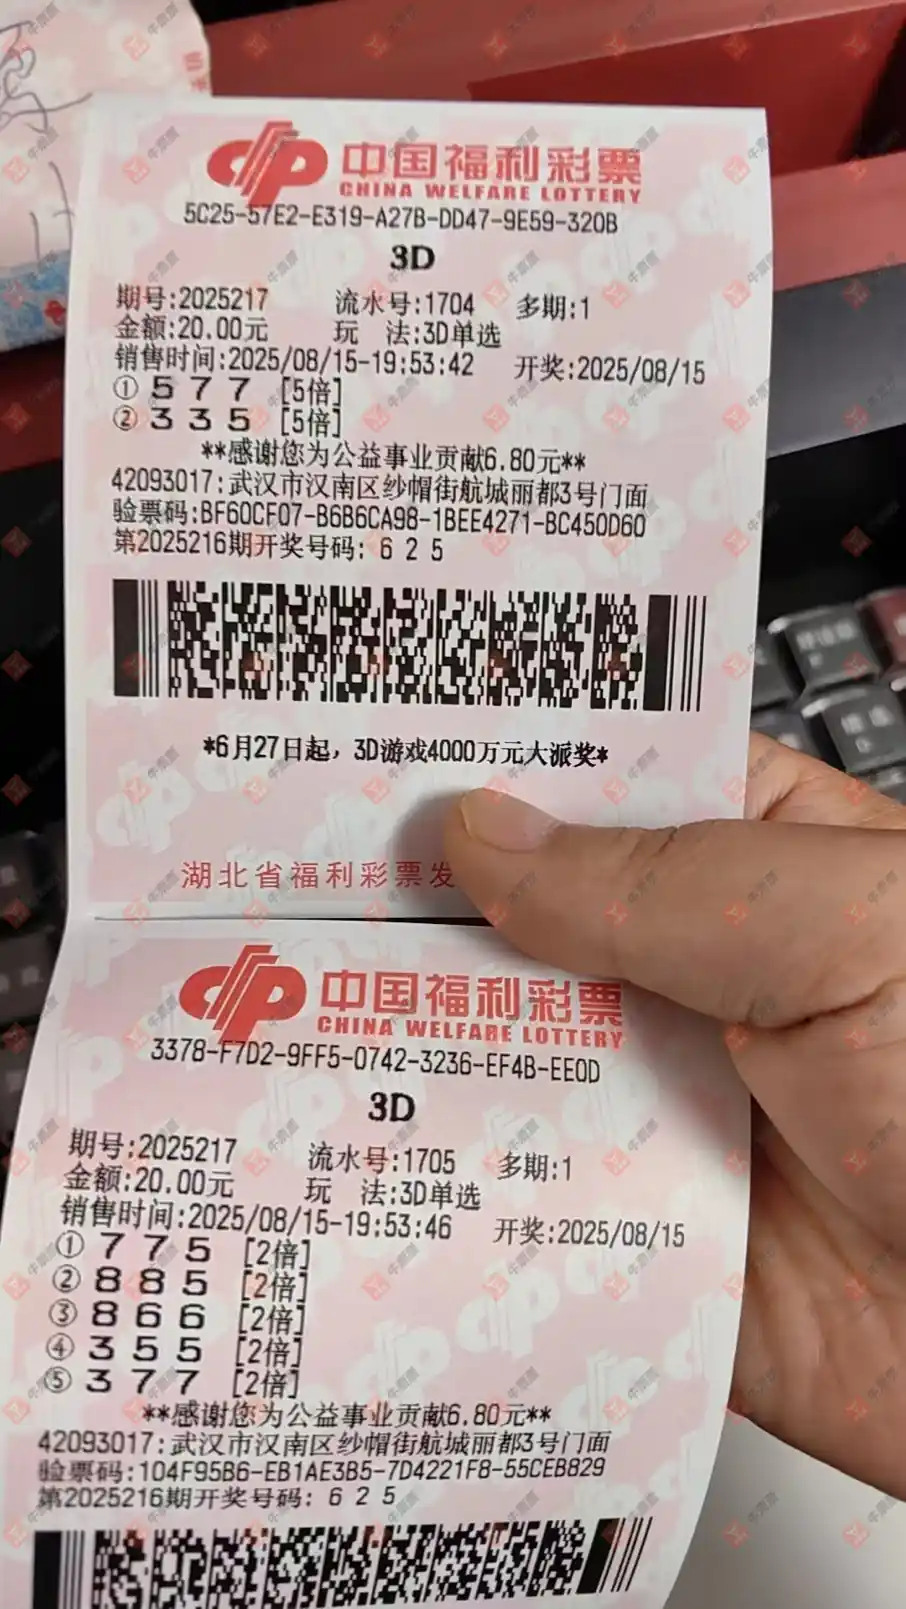 中国福利彩票
CHINA WELFARE LOTTERY
5C25-57E2-E319-A27B-DD47-9E59-320B
3D
期号:2025217 流水号:1704 多期:1
金额:20.00元 玩 法:3D单选
销售时间:2025/08/15-19:53:42 开奖:2025/08/15
① 5 7 7 [5倍]
② 3 3 5 [5倍]
**感谢您为公益事业贡献6.80元**
42093017:武汉市汉南区纱帽街航城丽都3号门面
验票码:BF60CF07-B6B6CA98-1BEE4271-BC450D60
第2025216期开奖号码: 6 2 5
*6月27日起，3D游戏4000万元大派奖*
湖北省福利彩票发
中国福利彩票
CHINA WELFARE LOTTERY
3378-F7D2-9FF5-0742-3236-EF4B-EE0D
3D
期号:2025217 流水号:1705 多期:1
金额:20.00元 玩 法:3D单选
销售时间:2025/08/15-19:53:46 开奖:2025/08/15
① 7 7 5 [2倍]
② 8 8 5 [2倍]
③ 8 6 6 [2倍]
④ 3 5 5 [2倍]
⑤ 3 7 7 [2倍]
**感谢您为公益事业贡献6.80元**
42093017:武汉市汉南区纱帽街航城丽都3号门面
验票码:104F95B6-EB1AE3B5-7D4221F8-55CEB829
第2025216期开奖号码: 6 2 5